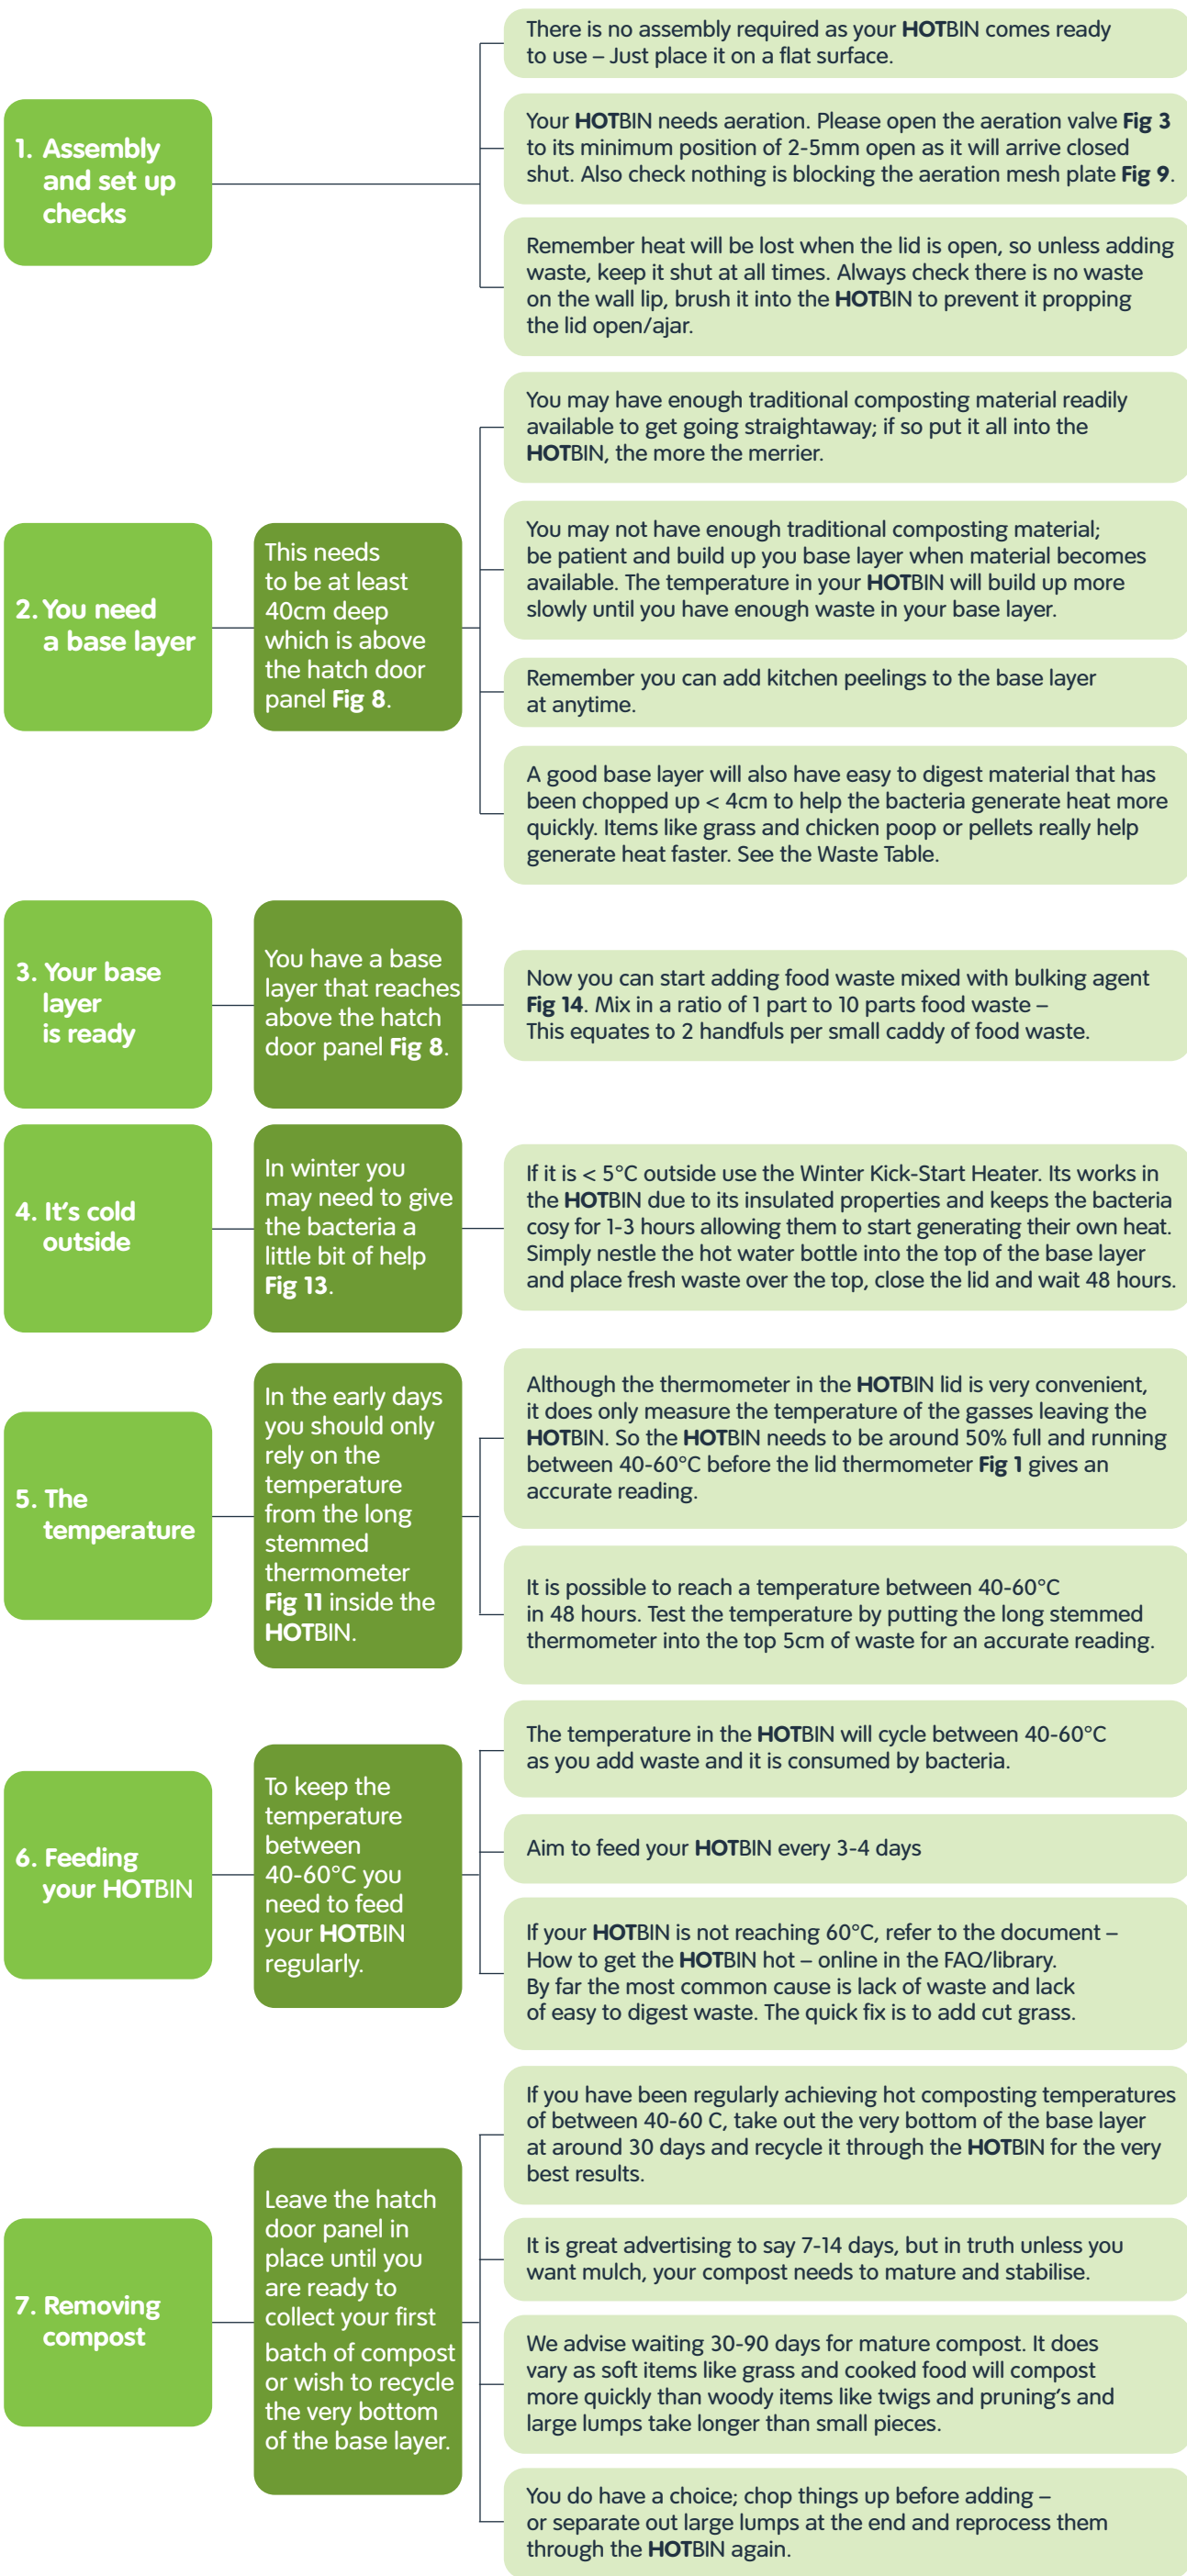 1. Assembly
and set up
checks
There is no assembly required as your HOTBIN comes ready
to use – Just place it on a flat surface.
Your HOTBIN needs aeration. Please open the aeration valve Fig 3
to its minimum position of 2-5mm open as it will arrive closed
shut. Also check nothing is blocking the aeration mesh plate Fig 9.
Remember heat will be lost when the lid is open, so unless adding
waste, keep it shut at all times. Always check there is no waste
on the wall lip, brush it into the HOTBIN to prevent it propping
the lid open/ajar.
2. You need
a base layer
This needs
to be at least
40cm deep
which is above
the hatch door
panel Fig 8.
You may have enough traditional composting material readily
available to get going straightaway; if so put it all into the
HOTBIN, the more the merrier.
You may not have enough traditional composting material;
be patient and build up you base layer when material becomes
available. The temperature in your HOTBIN will build up more
slowly until you have enough waste in your base layer.
Remember you can add kitchen peelings to the base layer
at anytime.
A good base layer will also have easy to digest material that has
been chopped up < 4cm to help the bacteria generate heat more
quickly. Items like grass and chicken poop or pellets really help
generate heat faster. See the Waste Table.
3. Your base
layer
is ready
You have a base
layer that reaches
above the hatch
door panel Fig 8.
Now you can start adding food waste mixed with bulking agent
Fig 14. Mix in a ratio of 1 part to 10 parts food waste –
This equates to 2 handfuls per small caddy of food waste.
4. It's cold
outside
In winter you
may need to give
the bacteria a
little bit of help
Fig 13.
If it is < 5°C outside use the Winter Kick-Start Heater. Its works in
the HOTBIN due to its insulated properties and keeps the bacteria
cosy for 1-3 hours allowing them to start generating their own heat.
Simply nestle the hot water bottle into the top of the base layer
and place fresh waste over the top, close the lid and wait 48 hours.
5. The
temperature
In the early days
you should only
rely on the
temperature
from the long
stemmed
thermometer
Fig 11 inside the
HOTBIN.
Although the thermometer in the HOTBIN lid is very convenient,
it does only measure the temperature of the gasses leaving the
HOTBIN. So the HOTBIN needs to be around 50% full and running
between 40-60°C before the lid thermometer Fig 1 gives an
accurate reading.
It is possible to reach a temperature between 40-60°C
in 48 hours. Test the temperature by putting the long stemmed
thermometer into the top 5cm of waste for an accurate reading.
6. Feeding
your HOTBIN
To keep the
temperature
between
40-60°C you
need to feed
your HOTBIN
regularly.
The temperature in the HOTBIN will cycle between 40-60°C
as you add waste and it is consumed by bacteria.
Aim to feed your HOTBIN every 3-4 days
If your HOTBIN is not reaching 60°C, refer to the document –
How to get the HOTBIN hot – online in the FAQ/library.
By far the most common cause is lack of waste and lack
of easy to digest waste. The quick fix is to add cut grass.
7. Removing
compost
Leave the hatch
door panel in
place until you
are ready to
collect your first
batch of compost
or wish to recycle
the very bottom
of the base layer.
If you have been regularly achieving hot composting temperatures
of between 40-60 C, take out the very bottom of the base layer
at around 30 days and recycle it through the HOTBIN for the very
best results.
It is great advertising to say 7-14 days, but in truth unless you
want mulch, your compost needs to mature and stabilise.
We advise waiting 30-90 days for mature compost. It does
vary as soft items like grass and cooked food will compost
more quickly than woody items like twigs and pruning's and
large lumps take longer than small pieces.
You do have a choice; chop things up before adding –
or separate out large lumps at the end and reprocess them
through the HOTBIN again.